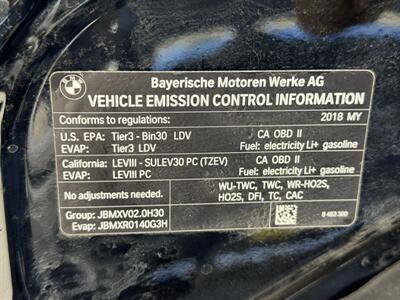 BMW
Bayerische Motoren Werke AG
VEHICLE EMISSION CONTROL INFORMATION
Conforms to regulations: 2018 MY
U.S. EPA: Tier3 - Bin30 LDV CA OBD II
EVAP: Tier3 LDV Fuel: electricity Li+ gasoline
California: LEVIII - SULEV30 PC (TZEV) CA OBD II
EVAP: LEVIII PC Fuel: electricity Li+ gasoline
No adjustments needed.
WU-TWC, TWC, WR-HO2S,
HO2S, DFI, TC, CAC
Group: JBMXV02.0H30
Evap: JBMXR0140G3H
8 483 300